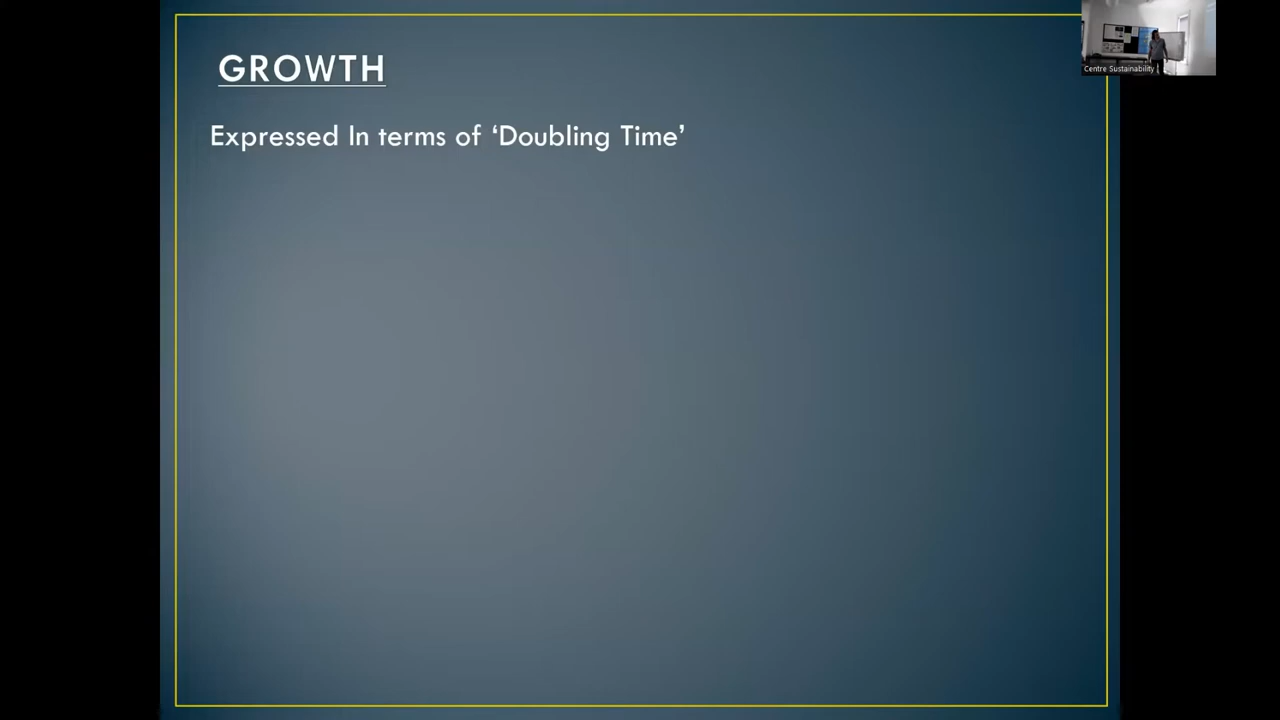 GROWTH
Expressed In terms of ‘Doubling Time’
Centre Sustainability